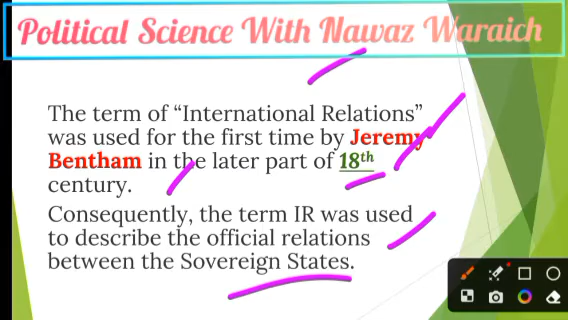 Political Science With Nawaz Waraich
The term of “International Relations”
was used for the first time by Jeremy
Bentham in the later part of 18th
century.
Consequently, the term IR was used
to describe the official relations
between the Sovereign States.